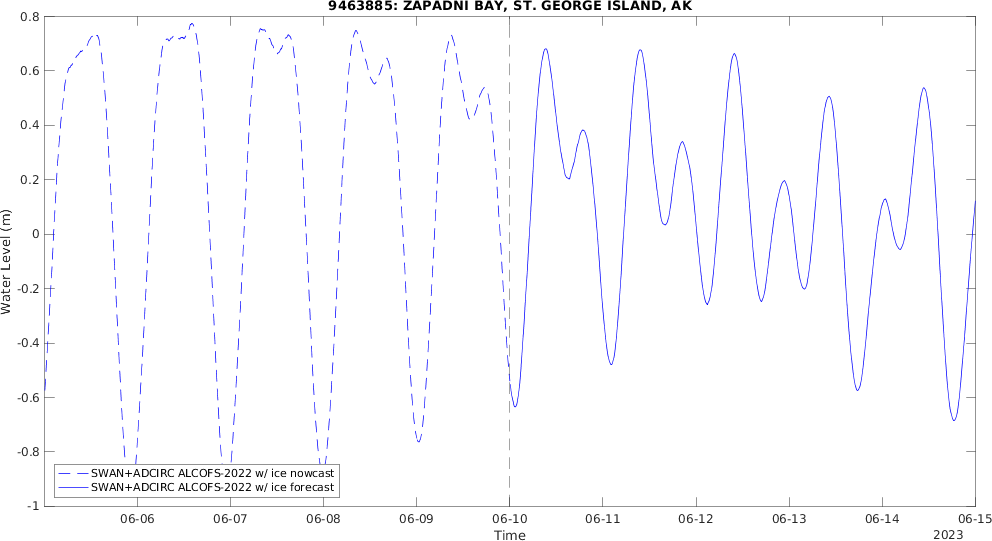 9463885: ZAPADNI BAY, ST. GEORGE ISLAND, AK
0.8
0.6
0.4
0.2
0
-0.2
-0.4
-0.6
-0.8
-1
Water Level (m)
SWAN+ADCIRC ALCOFS-2022 w/ ice nowcast
SWAN+ADCIRC ALCOFS-2022 w/ ice forecast
06-06 06-07 06-08 06-09 06-10 06-11 06-12 06-13 06-14 06-15
Time
2023